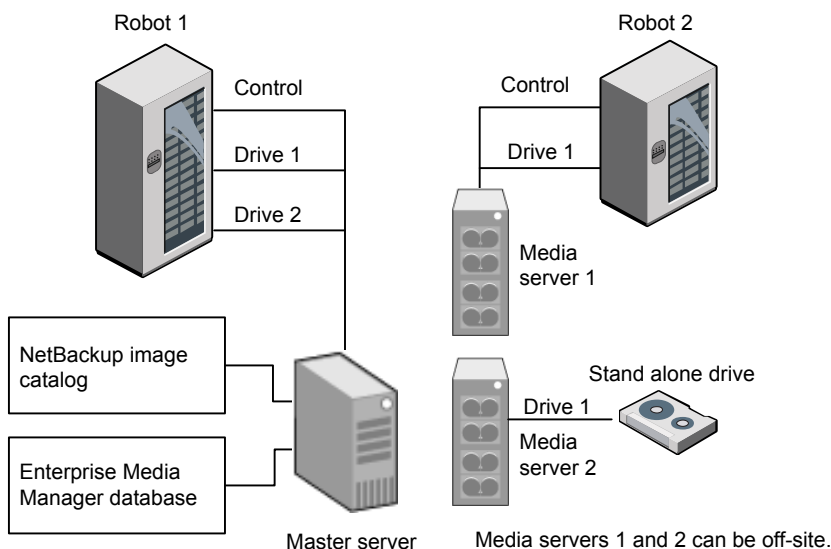 Robot 1
Robot 2
Control
Drive 1
Drive 2
Control
Drive 1
Media
server 1
NetBackup image
catalog
Enterprise Media
Manager database
Master server
Stand alone drive
Drive 1
Media
server 2
Media servers 1 and 2 can be off-site.